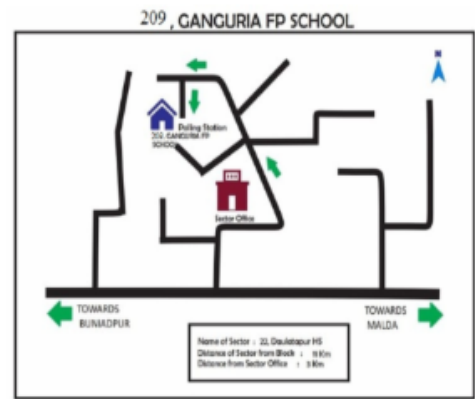 209, GANGURIA FP SCHOOL
Polling Station
209, GANGURIA FP
SCHOOL
Sector Office
TOWARDS
BUNIADPUR
TOWARDS
MALDA
Name of Sector : 22, Daulatapur HS
Distance of Sector from Block :
Distance from Sector Office :